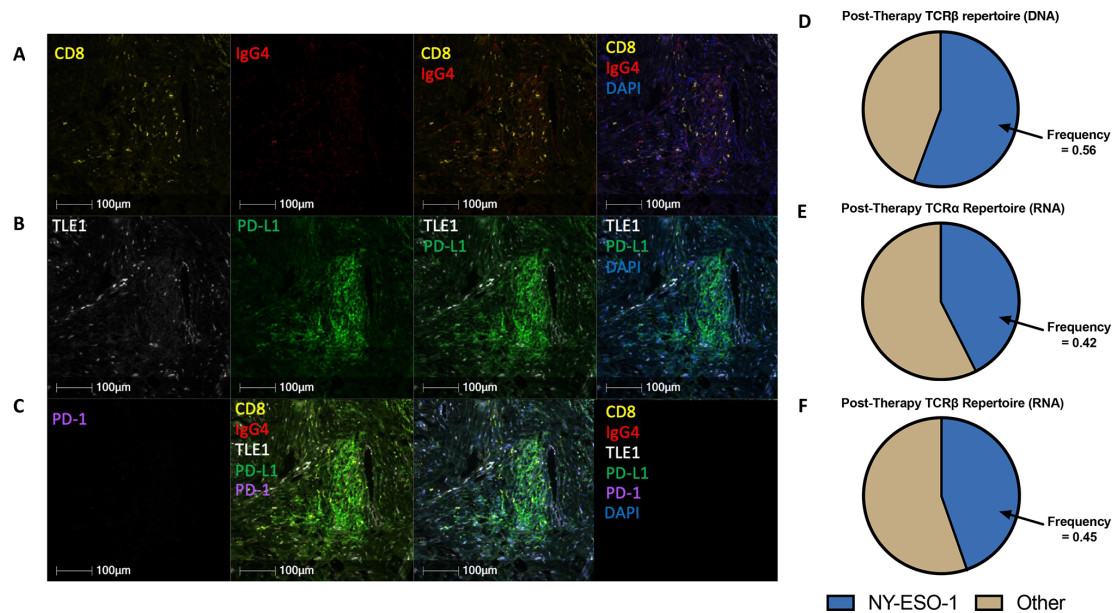 A
CD8
IgG4
CD8
IgG4
CD8
IgG4
DAPI
100μm
100μm
100μm
100μm
B
TLE1
PD-L1
TLE1
PD-L1
TLE1
PD-L1
DAPI
100μm
100μm
100μm
100μm
C
PD-1
CD8
IgG4
TLE1
PD-L1
PD-1
CD8
IgG4
TLE1
PD-L1
PD-1
DAPI
100μm
100μm
100μm
D
Post-Therapy TCRβ repertoire (DNA)
Frequency
= 0.56
E
Post-Therapy TCRα Repertoire (RNA)
Frequency
= 0.42
F
Post-Therapy TCRβ Repertoire (RNA)
Frequency
= 0.45
NY-ESO-1
Other